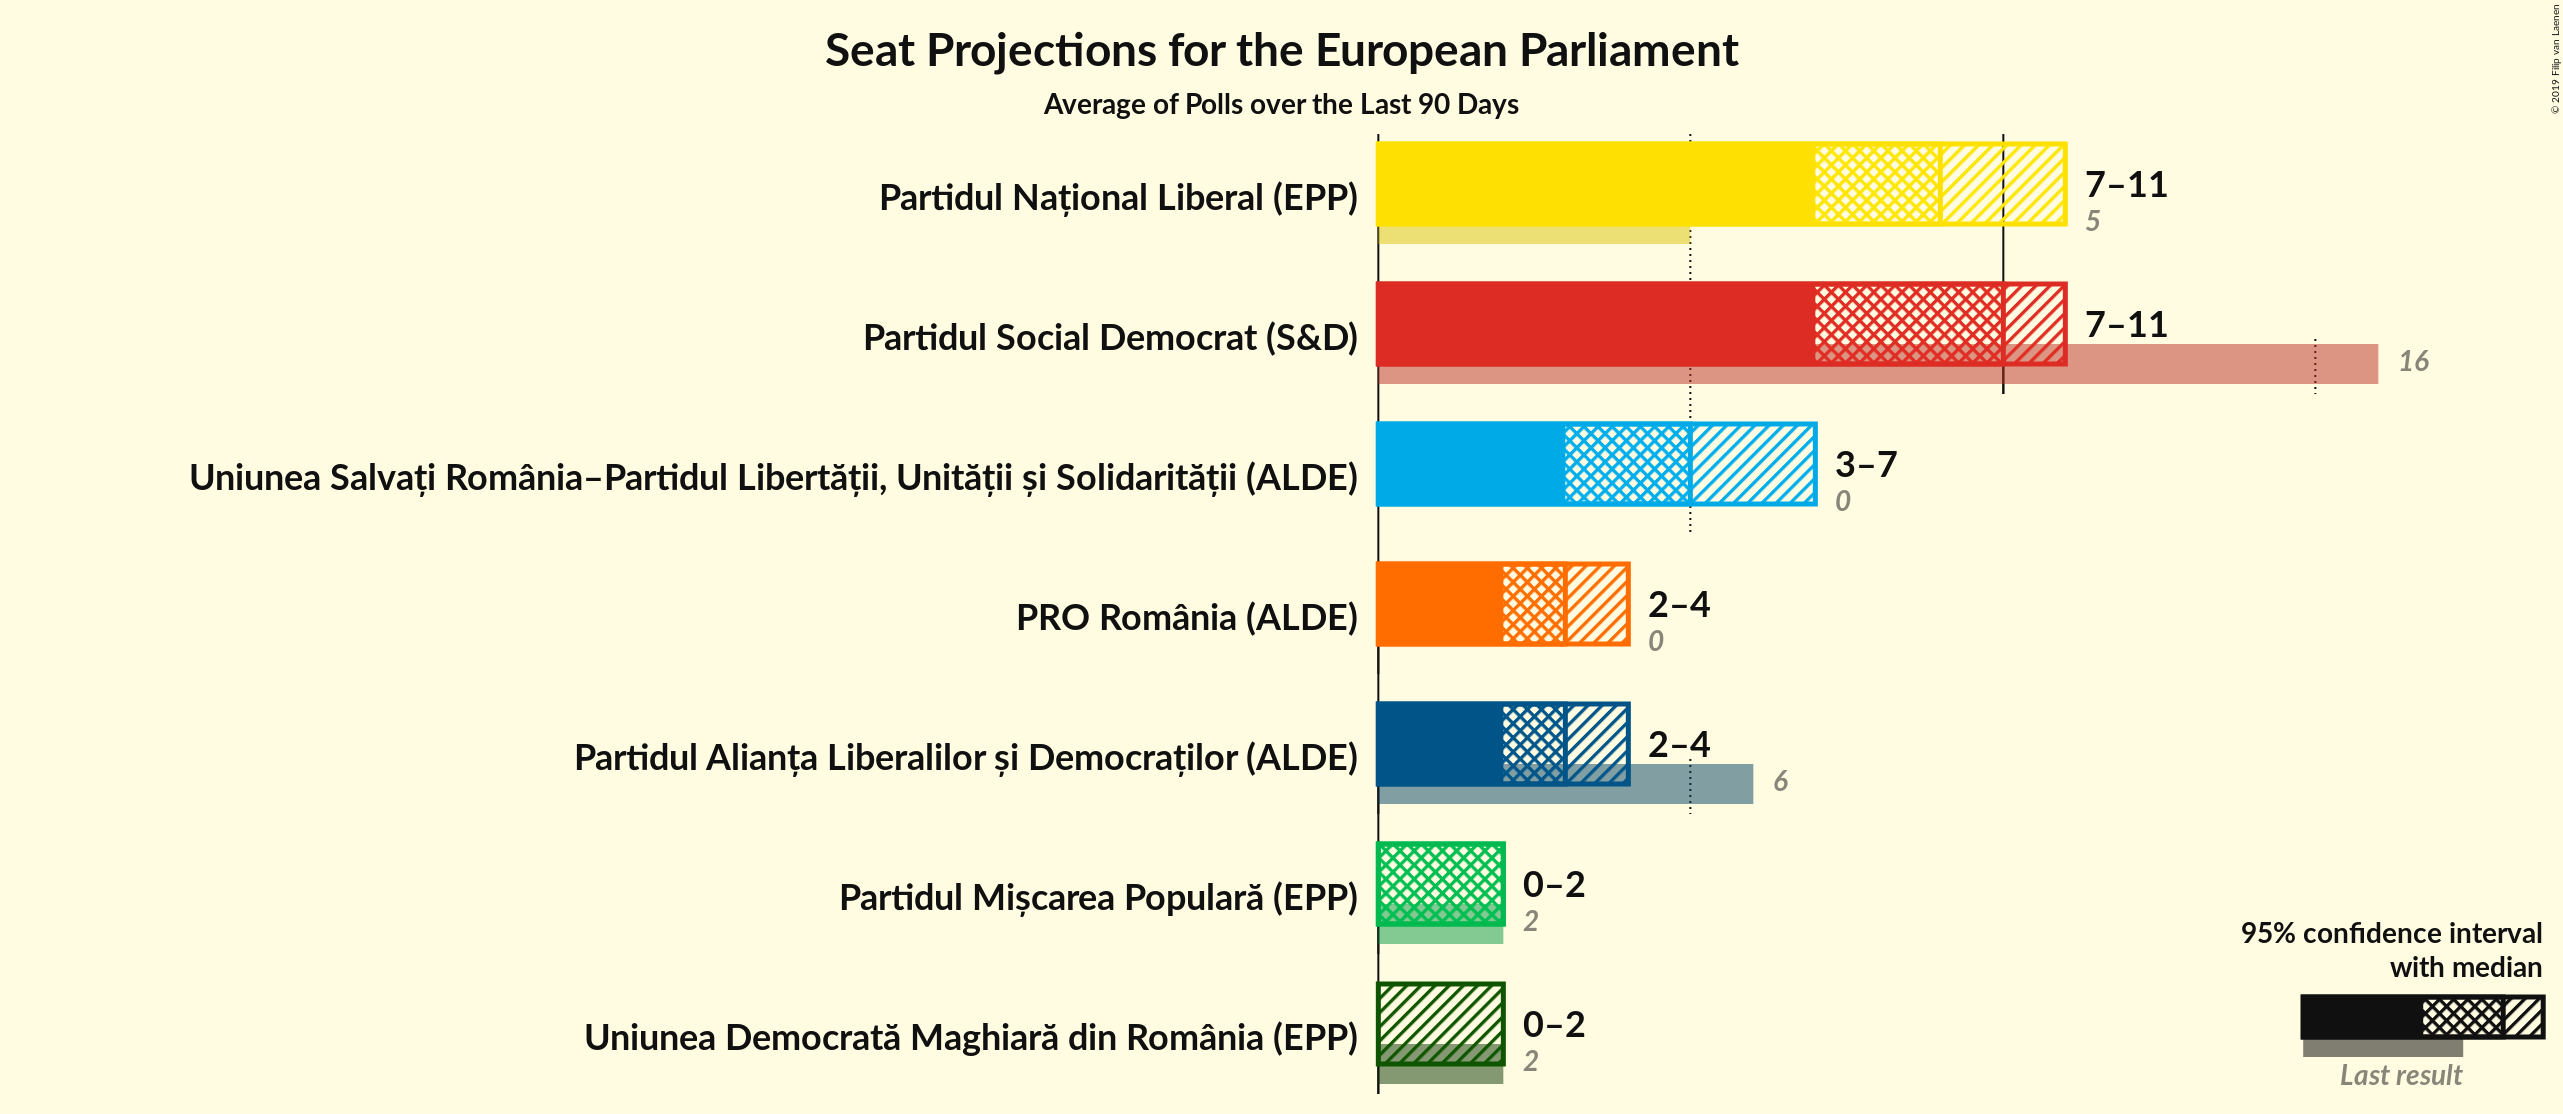 Seat Projections for the European Parliament
Average of Polls over the Last 90 Days
© 2019 Filip van Laenen
Partidul Național Liberal (EPP)
7–11
5
Partidul Social Democrat (S&D)
7–11
16
Uniunea Salvați România–Partidul Libertății, Unității și Solidarității (ALDE)
3–7
0
PRO România (ALDE)
2–4
0
Partidul Alianța Liberalilor și Democraților (ALDE)
2–4
6
Partidul Mișcarea Populară (EPP)
0–2
2
Uniunea Democrată Maghiară din România (EPP)
0–2
2
95% confidence interval
with median
Last result